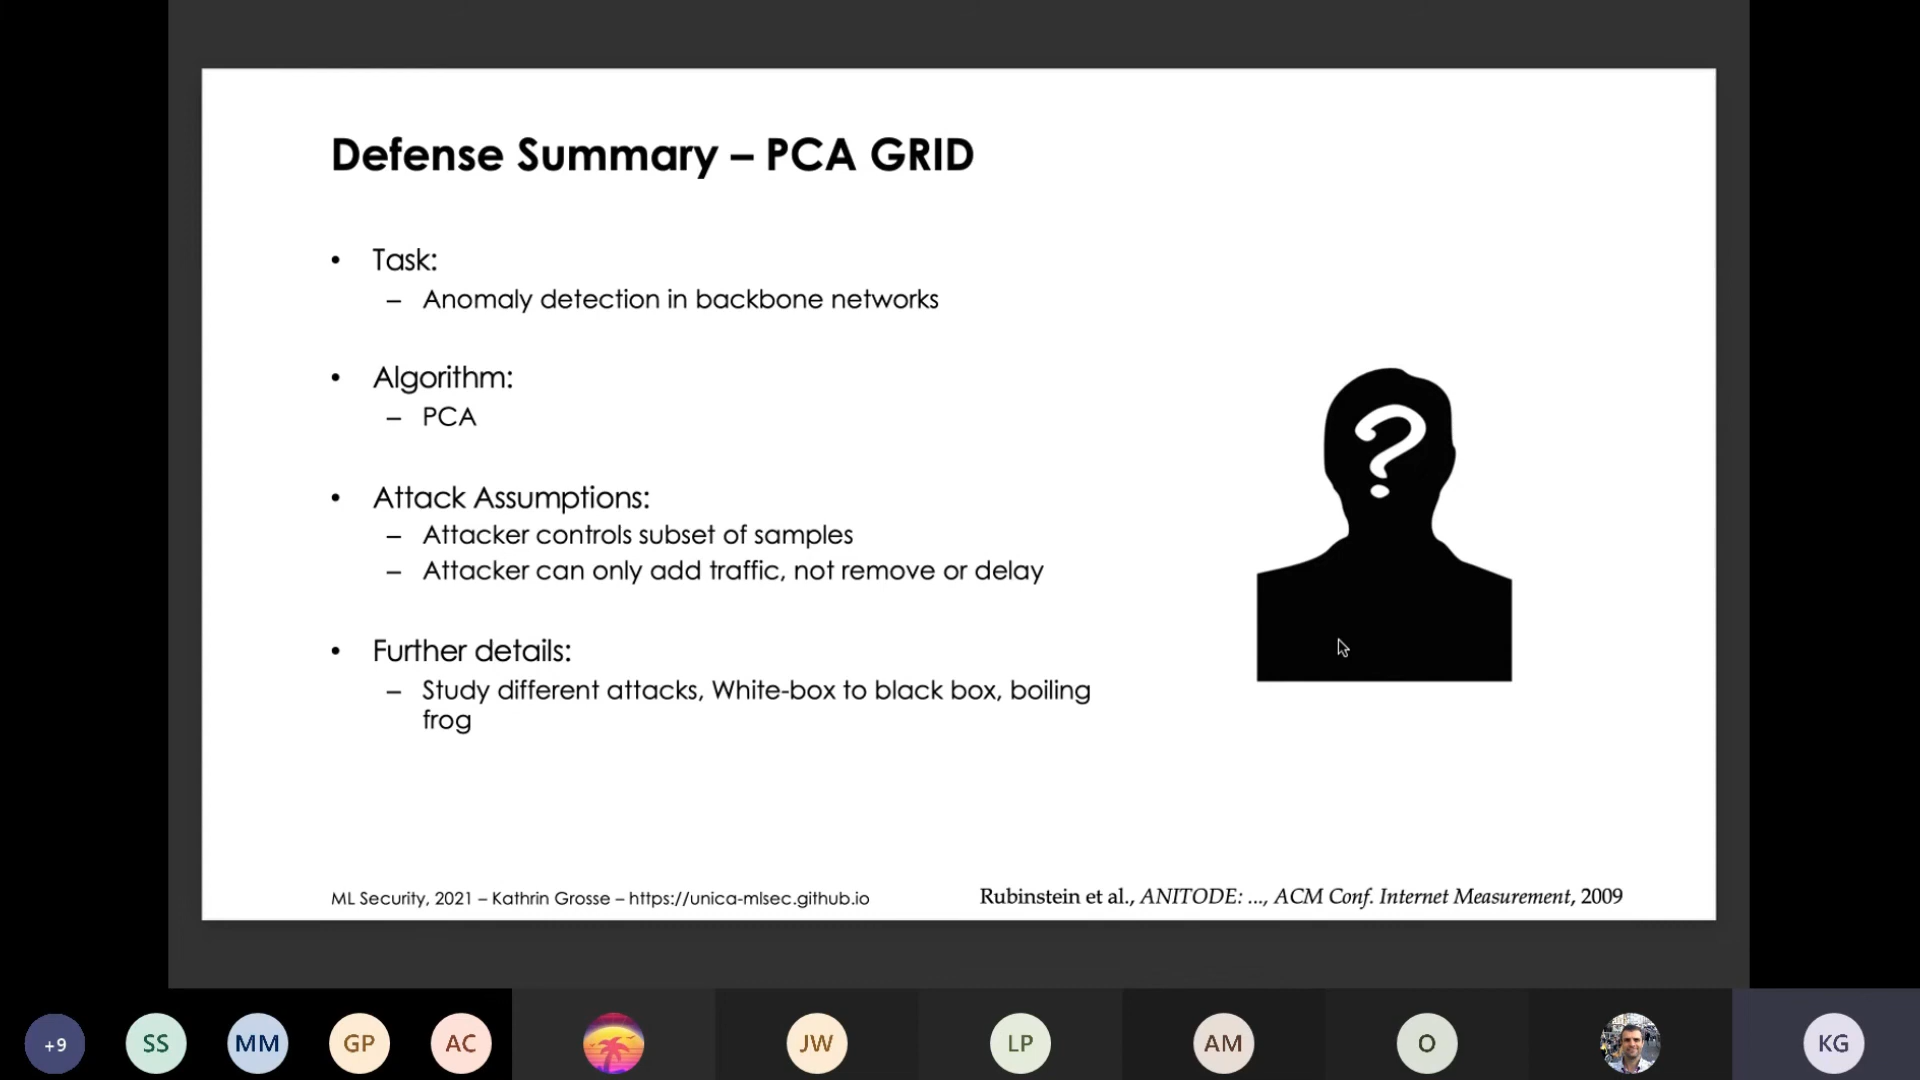 Defense Summary – PCA GRID
• Task:
– Anomaly detection in backbone networks
• Algorithm:
– PCA
• Attack Assumptions:
– Attacker controls subset of samples
– Attacker can only add traffic, not remove or delay
• Further details:
– Study different attacks, White-box to black box, boiling
frog
?
ML Security, 2021 – Kathrin Grosse – https://unica-mlsec.github.io
Rubinstein et al., ANITODE: ..., ACM Conf. Internet Measurement, 2009
+9
SS
MM
GP
AC
JW
LP
AM
O
KG